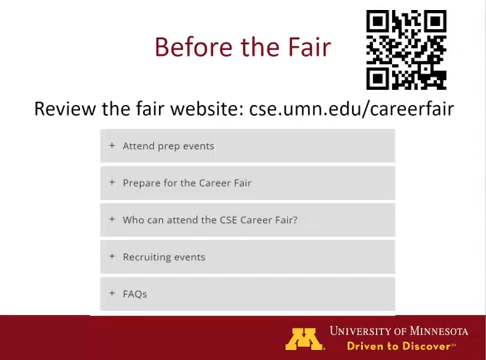 Before the Fair
Review the fair website: cse.umn.edu/careerfair
+ Attend prep events
+ Prepare for the Career Fair
+ Who can attend the CSE Career Fair?
+ Recruiting events
+ FAQs
M
UNIVERSITY OF MINNESOTA
Driven to Discover℠